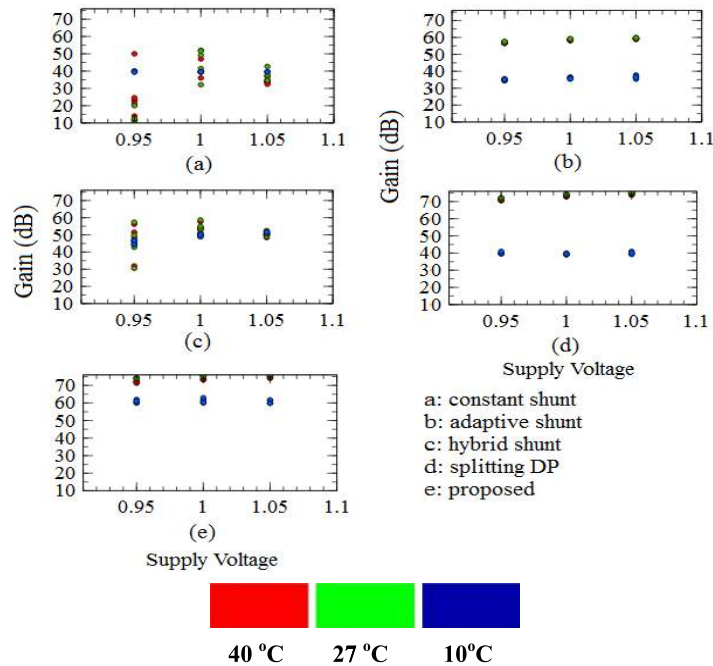 70
60
50
40
30
20
10
0.95 1 1.05 1.1
(a)
70
60
50
40
30
20
10
0.95 1 1.05 1.1
(b)
Gain (dB)
70
60
50
40
30
20
10
0.95 1 1.05 1.1
(c)
Gain (dB)
70
60
50
40
30
20
10
0.95 1 1.05 1.1
(d)
Supply Voltage
70
60
50
40
30
20
10
0.95 1 1.05 1.1
(e)
Supply Voltage
a: constant shunt
b: adaptive shunt
c: hybrid shunt
d: splitting DP
e: proposed
40 °C 27 °C 10°C